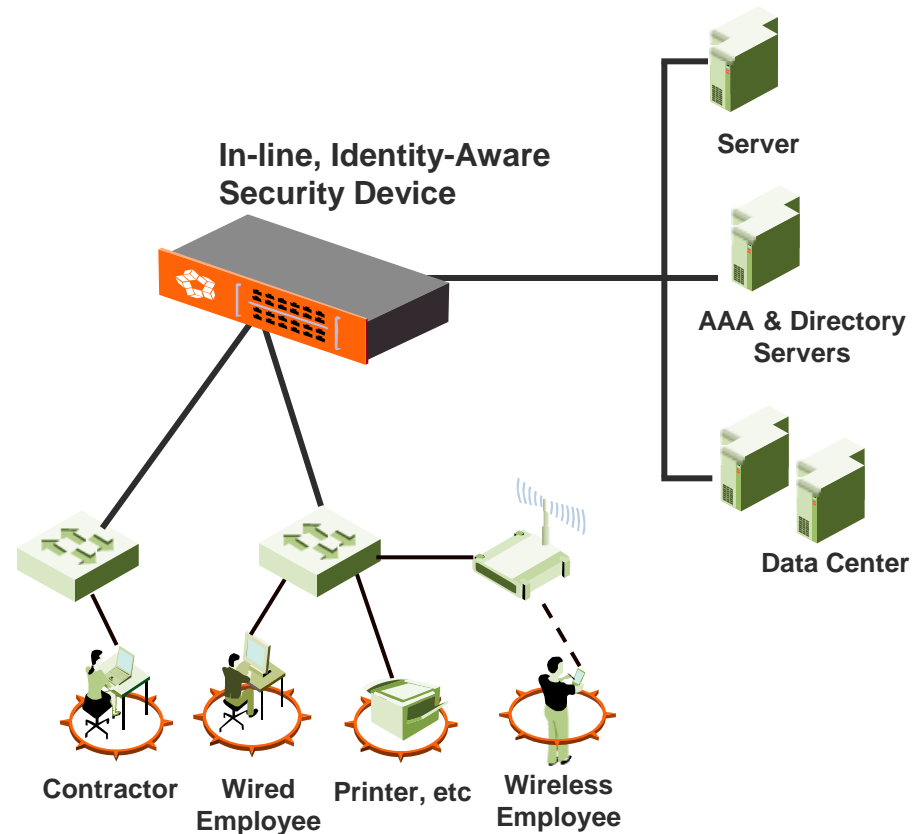 In-line, Identity-Aware
Security Device
Server
AAA & Directory
Servers
Data Center
Contractor
Wired
Employee
Printer, etc
Wireless
Employee